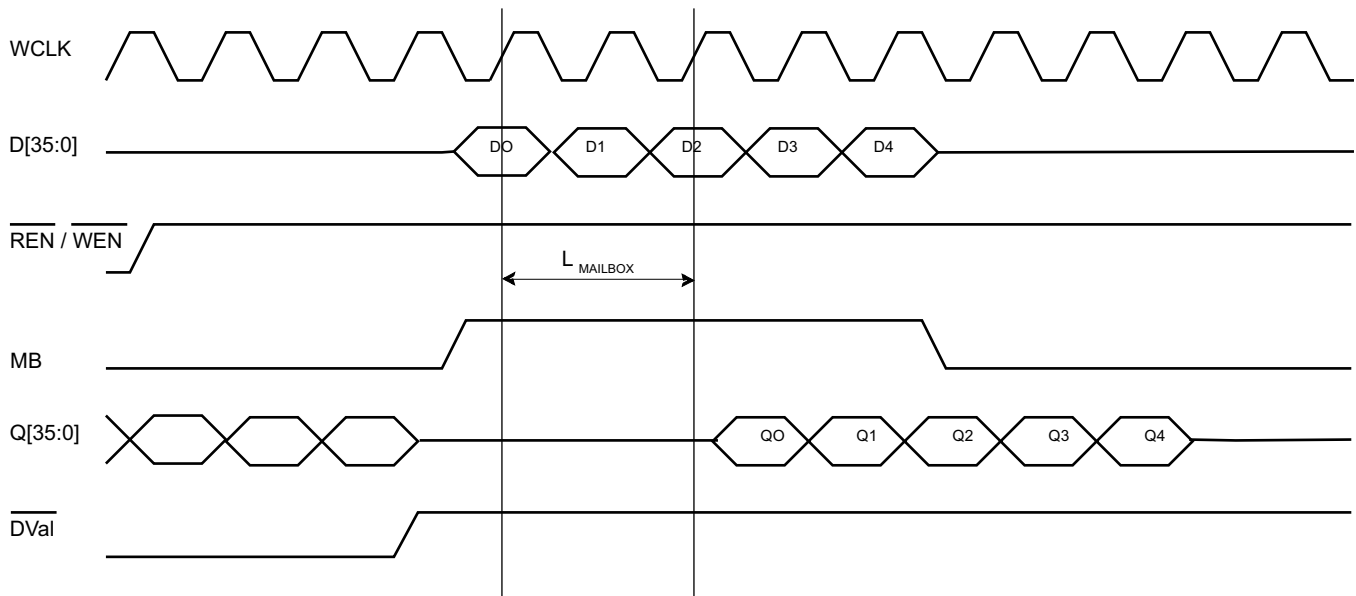 WCLK
D[35:0]
DO D1 D2 D3 D4
REN / WEN
L MAILBOX
MB
Q[35:0]
QO Q1 Q2 Q3 Q4
DVal